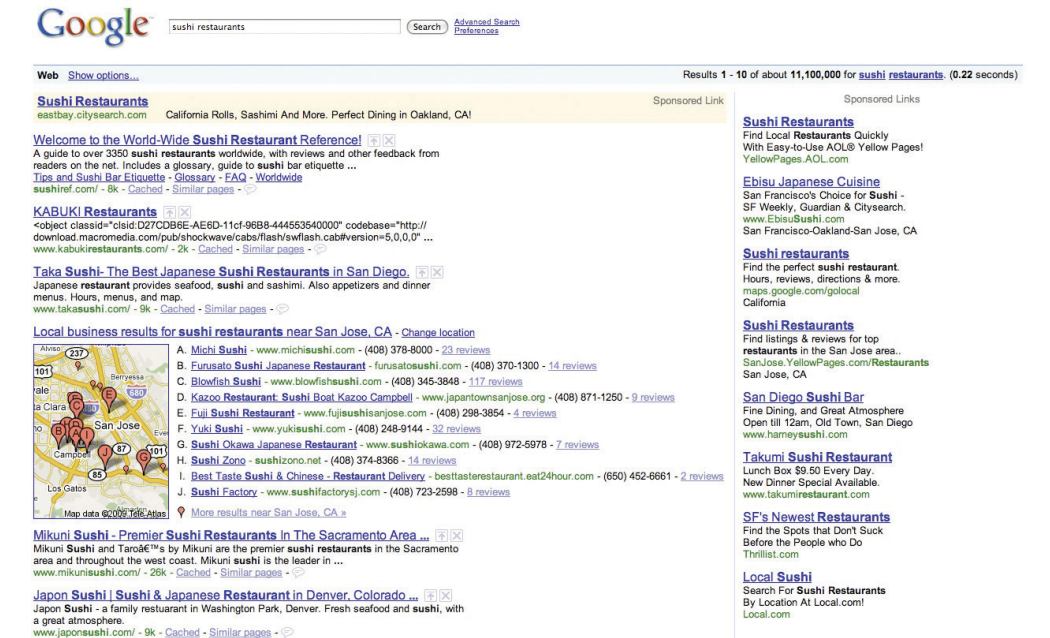 Google
sushi restaurants
Search
Advanced Search
Preferences
Web Show options...
Results 1 - 10 of about 11,100,000 for sushi restaurants. (0.22 seconds)
Sushi Restaurants
Sponsored Link
eastbay.citysearch.com California Rolls, Sashimi And More. Perfect Dining in Oakland, CA!
Welcome to the World-Wide Sushi Restaurant Reference!
A guide to over 3350 sushi restaurants worldwide, with reviews and other feedback from
readers on the net. Includes a glossary, guide to sushi bar etiquette ...
Tips and Sushi Bar Etiquette - Glossary - FAQ - Worldwide
sushiref.com/ - 8k - Cached - Similar pages -
KABUKI Restaurants
<object classid="clsid:D27CDB6E-AE6D-11cf-96B8-444553540000" codebase="http://
download.macromedia.com/pub/shockwave/cabs/flash/swflash.cab#version=5,0,0,0" ...
www.kabukirestaurants.com/ - 2k - Cached - Similar pages -
Taka Sushi- The Best Japanese Sushi Restaurants in San Diego.
Japanese restaurant provides seafood, sushi and sashimi. Also appetizers and dinner
menus. Hours, menus, and map.
www.takasushi.com/ - 9k - Cached - Similar pages -
Local business results for sushi restaurants near San Jose, CA - Change location
Alviso
237
101
Berryessa
680
vale
ta Clara
San Jose
Campbell
87
101
85
Los Gatos
Map data ©2009 Tele Atlas
A. Michi Sushi - www.michisushi.com - (408) 378-8000 - 23 reviews
B. Furusato Sushi Japanese Restaurant - furusatosushi.com - (408) 370-1300 - 14 reviews
C. Blowfish Sushi - www.blowfishsushi.com - (408) 345-3848 - 117 reviews
D. Kazoo Restaurant: Sushi Boat Kazoo Campbell - www.japantownsanjose.org - (408) 871-1250 - 9 reviews
E. Fuji Sushi Restaurant - www.fujisushisanjose.com - (408) 298-3854 - 4 reviews
F. Yuki Sushi - www.yukisushi.com - (408) 248-9144 - 32 reviews
G. Sushi Okawa Japanese Restaurant - www.sushiokawa.com - (408) 972-5978 - 7 reviews
H. Sushi Zono - sushizono.net - (408) 374-8366 - 14 reviews
I. Best Taste Sushi & Chinese - Restaurant Delivery - besttasterestaurant.eat24hour.com - (650) 452-6661 - 2 reviews
J. Sushi Factory - www.sushifactorysj.com - (408) 723-2598 - 8 reviews
More results near San Jose, CA »
Mikuni Sushi - Premier Sushi Restaurants In The Sacramento Area ...
Mikuni Sushi and Taroâ€™s by Mikuni are the premier sushi restaurants in the Sacramento
area and throughout the west coast. Mikuni sushi is the leader in ...
www.mikunisushi.com/ - 26k - Cached - Similar pages -
Japon Sushi | Sushi & Japanese Restaurant in Denver, Colorado ...
Japon Sushi - a family restuarant in Washington Park, Denver. Fresh seafood and sushi, with
a great atmosphere.
www.japonsushi.com/ - 9k - Cached - Similar pages -
Sponsored Links
Sushi Restaurants
Find Local Restaurants Quickly
With Easy-to-Use AOL® Yellow Pages!
YellowPages.AOL.com
Ebisu Japanese Cuisine
San Francisco's Choice for Sushi -
SF Weekly, Guardian & Citysearch.
www.EbisuSushi.com
San Francisco-Oakland-San Jose, CA
Sushi restaurants
Find the perfect sushi restaurant.
Hours, reviews, directions & more.
maps.google.com/golocal
California
Sushi Restaurants
Find listings & reviews for top
restaurants in the San Jose area..
SanJose.YellowPages.com/Restaurants
San Jose, CA
San Diego Sushi Bar
Fine Dining, and Great Atmosphere
Open till 12am, Old Town, San Diego
www.harneysushi.com
Takumi Sushi Restaurant
Lunch Box $9.50 Every Day.
New Dinner Special Available.
www.takumirestaurant.com
SF's Newest Restaurants
Find the Spots that Don't Suck
Before the People who Do
Thrillist.com
Local Sushi
Search For Sushi Restaurants
By Location At Local.com!
Local.com